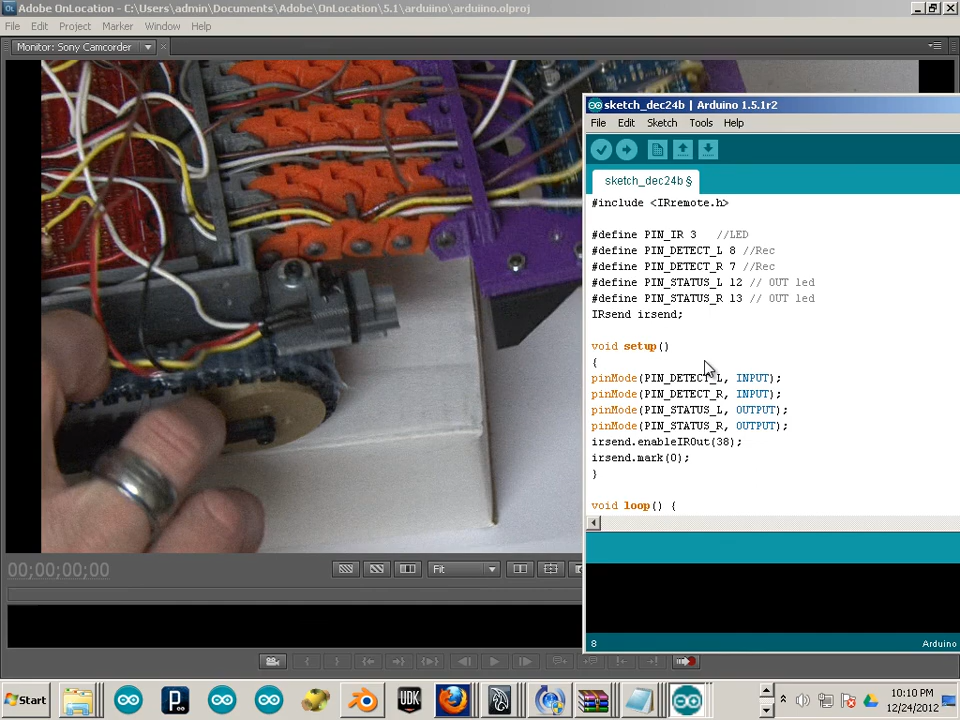 Adobe OnLocation - C:\Users\admin\Documents\Adobe\OnLocation\5.1\arduiino\arduiino.olproj
File Edit Project Marker Window Help
Monitor: Sony Camcorder
sketch_dec24b | Arduino 1.5.1r2
File Edit Sketch Tools Help
sketch_dec24b §
#include <IRremote.h>
#define PIN_IR 3 //LED
#define PIN_DETECT_L 8 //Rec
#define PIN_DETECT_R 7 //Rec
#define PIN_STATUS_L 12 // OUT led
#define PIN_STATUS_R 13 // OUT led
IRsend irsend;
void setup()
{
pinMode(PIN_DETECT_L, INPUT);
pinMode(PIN_DETECT_R, INPUT);
pinMode(PIN_STATUS_L, OUTPUT);
pinMode(PIN_STATUS_R, OUTPUT);
irsend.enableIROut(38);
irsend.mark(0);
}
void loop() {
00;00;00;00
Fit
8
Arduino
Start
UDK
10:10 PM
12/24/2012